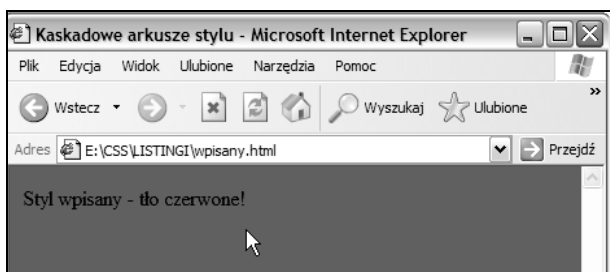 Kaskadowe arkusze stylu - Microsoft Internet Explorer
Plik Edycja Widok Ulubione Narzędzia Pomoc
Wstecz Wyszukaj Ulubione »
Adres E:\CSS\LISTINGI\wpisany.html Przejdź
Styl wpisany - tło czerwone!